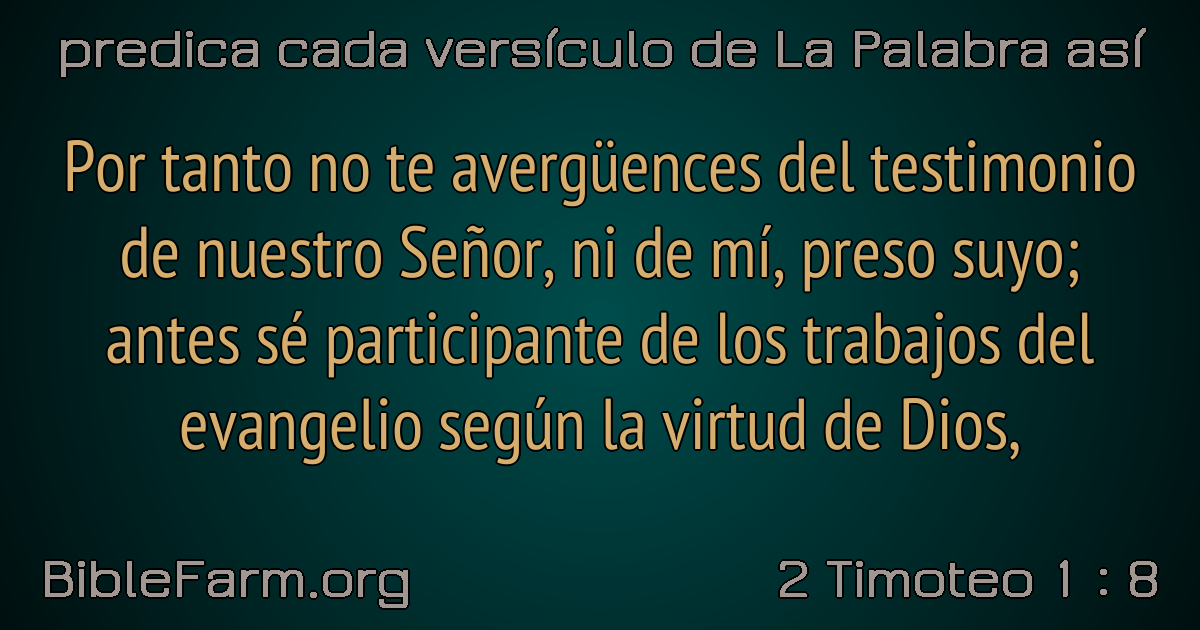 predica cada versículo de La Palabra así
Por tanto no te avergüences del testimonio
de nuestro Señor, ni de mí, preso suyo;
antes sé participante de los trabajos del
evangelio según la virtud de Dios,
BibleFarm.org
2 Timoteo 1 : 8